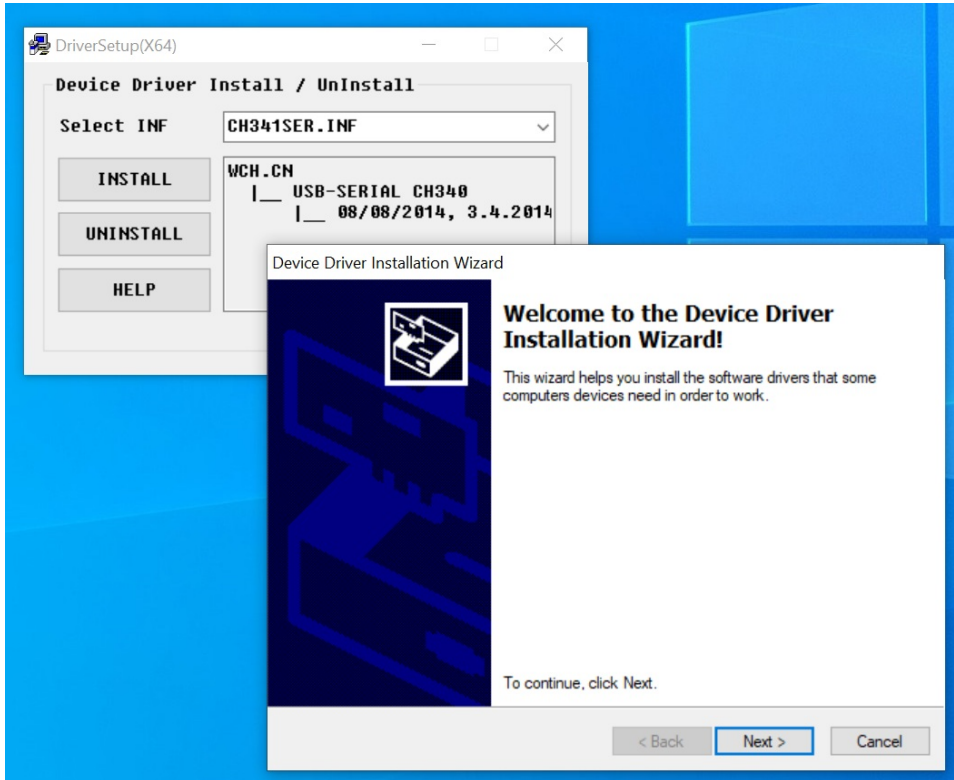 DriverSetup(X64)
Device Driver Install / UnInstall
Select INF
CH341SER.INF
INSTALL
UNINSTALL
HELP
WCH.CN
|__ USB-SERIAL CH340
|__ 08/08/2014, 3.4.2014
Device Driver Installation Wizard
Welcome to the Device Driver
Installation Wizard!
This wizard helps you install the software drivers that some
computers devices need in order to work.
To continue, click Next.
< Back
Next >
Cancel